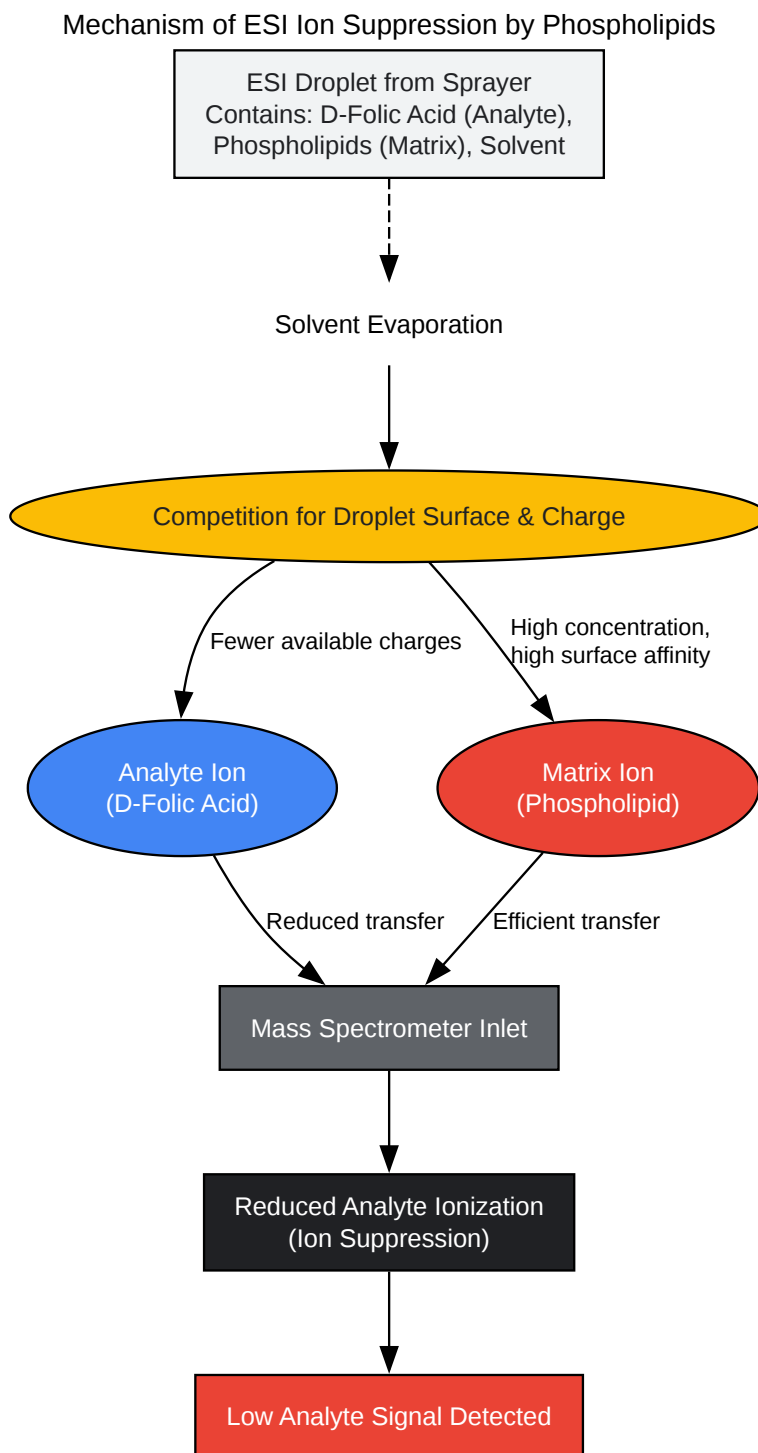 Mechanism of ESI Ion Suppression by Phospholipids
ESI Droplet from Sprayer
Contains: D-Folic Acid (Analyte),
Phospholipids (Matrix), Solvent
Solvent Evaporation
Competition for Droplet Surface & Charge
Fewer available charges
High concentration,
high surface affinity
Analyte Ion
(D-Folic Acid)
Matrix Ion
(Phospholipid)
Reduced transfer
Efficient transfer
Mass Spectrometer Inlet
Reduced Analyte Ionization
(Ion Suppression)
Low Analyte Signal Detected